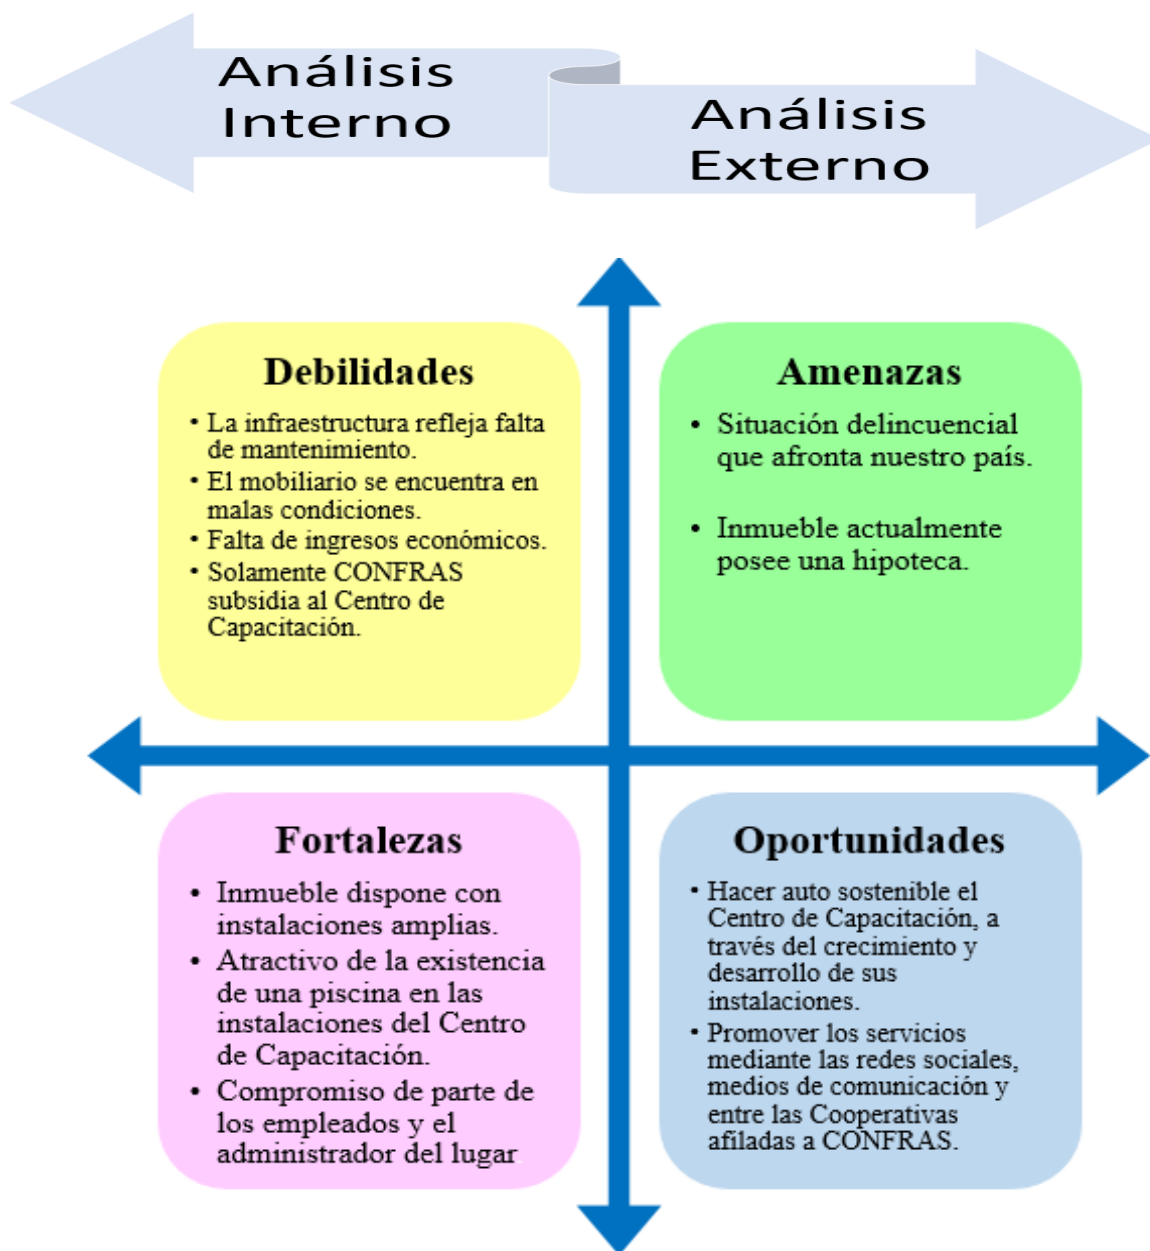 Análisis
Interno
Análisis
Externo
Debilidades
• La infraestructura refleja falta
de mantenimiento.
• El mobiliario se encuentra en
malas condiciones.
• Falta de ingresos económicos.
• Solamente CONFRAS
subsidia al Centro de
Capacitación.
Amenazas
• Situación delincuencial
que afronta nuestro país.
• Inmueble actualmente
posee una hipoteca.
Fortalezas
• Inmueble dispone con
instalaciones amplias.
• Atractivo de la existencia
de una piscina en las
instalaciones del Centro
de Capacitación.
• Compromiso de parte de
los empleados y el
administrador del lugar
Oportunidades
• Hacer auto sostenible el
Centro de Capacitación, a
través del crecimiento y
desarrollo de sus
instalaciones.
• Promover los servicios
mediante las redes sociales,
medios de comunicación y
entre las Cooperativas
afiladas a CONFRAS.